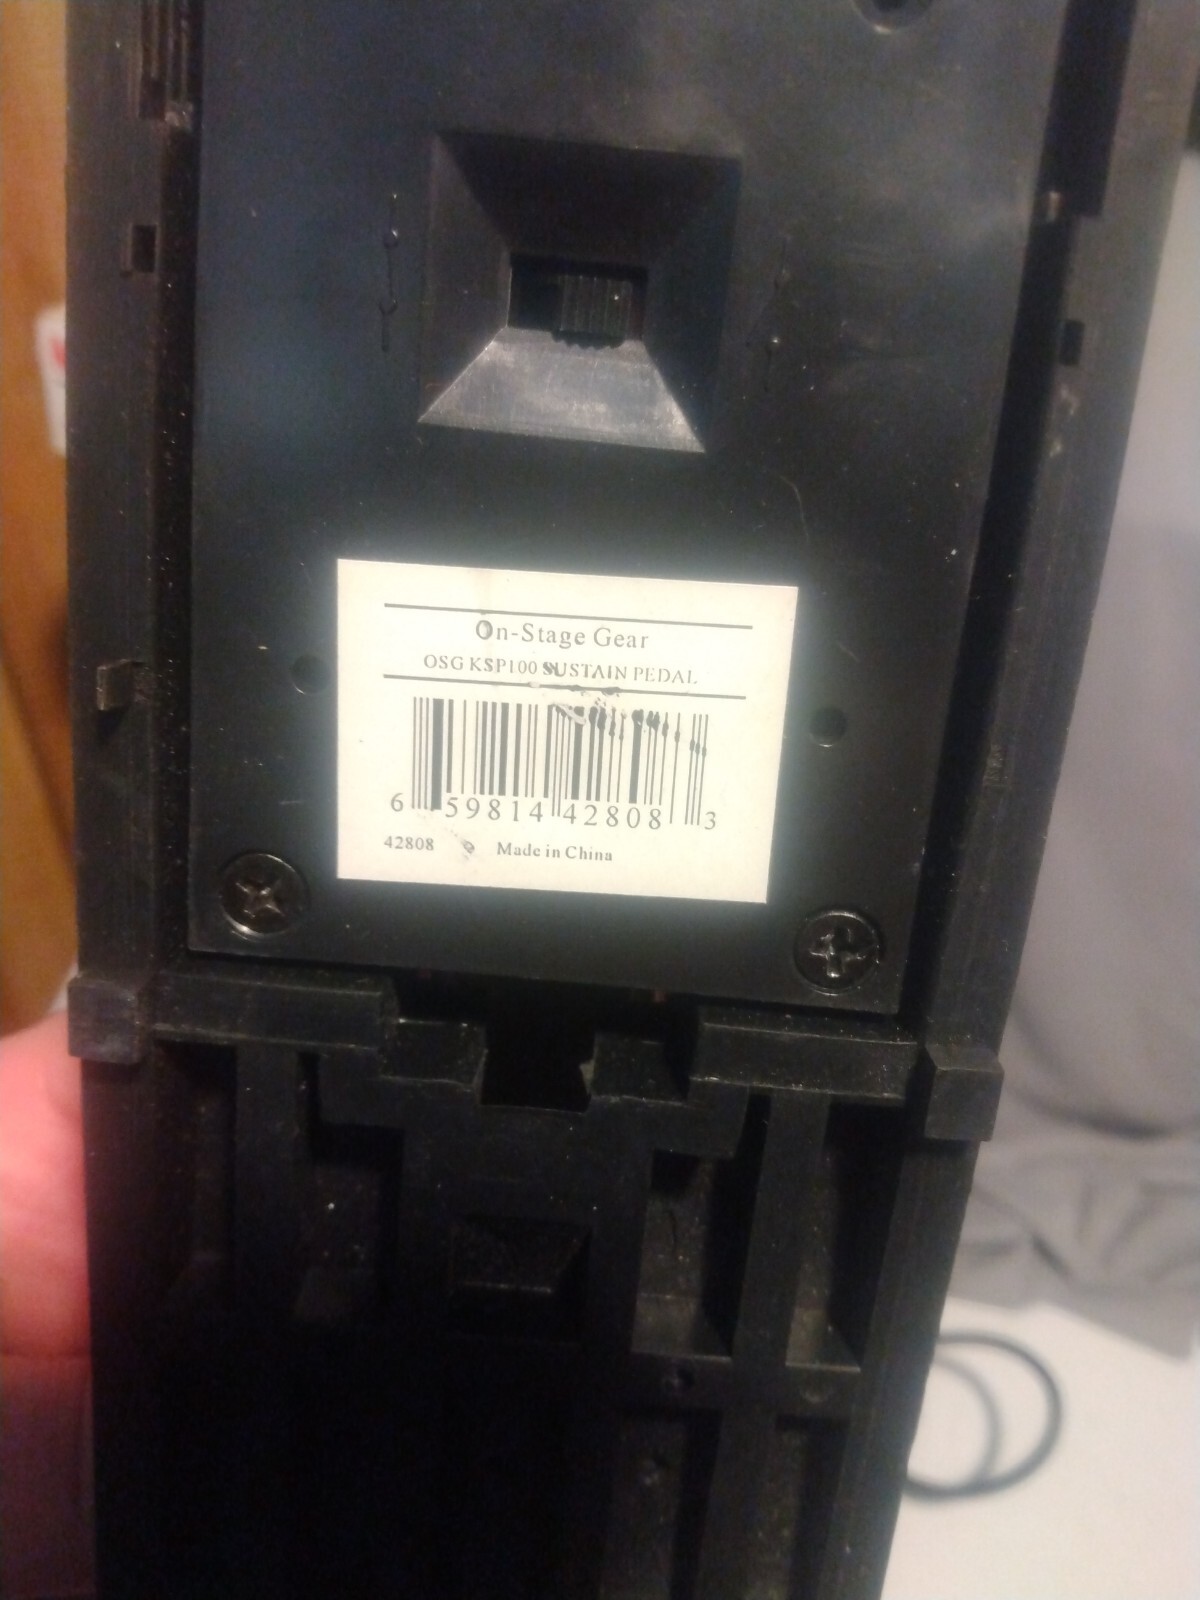 On-Stage Gear
OSG KSP100 SUSTAIN PEDAL
6 59814 42808 3
42808 Made in China